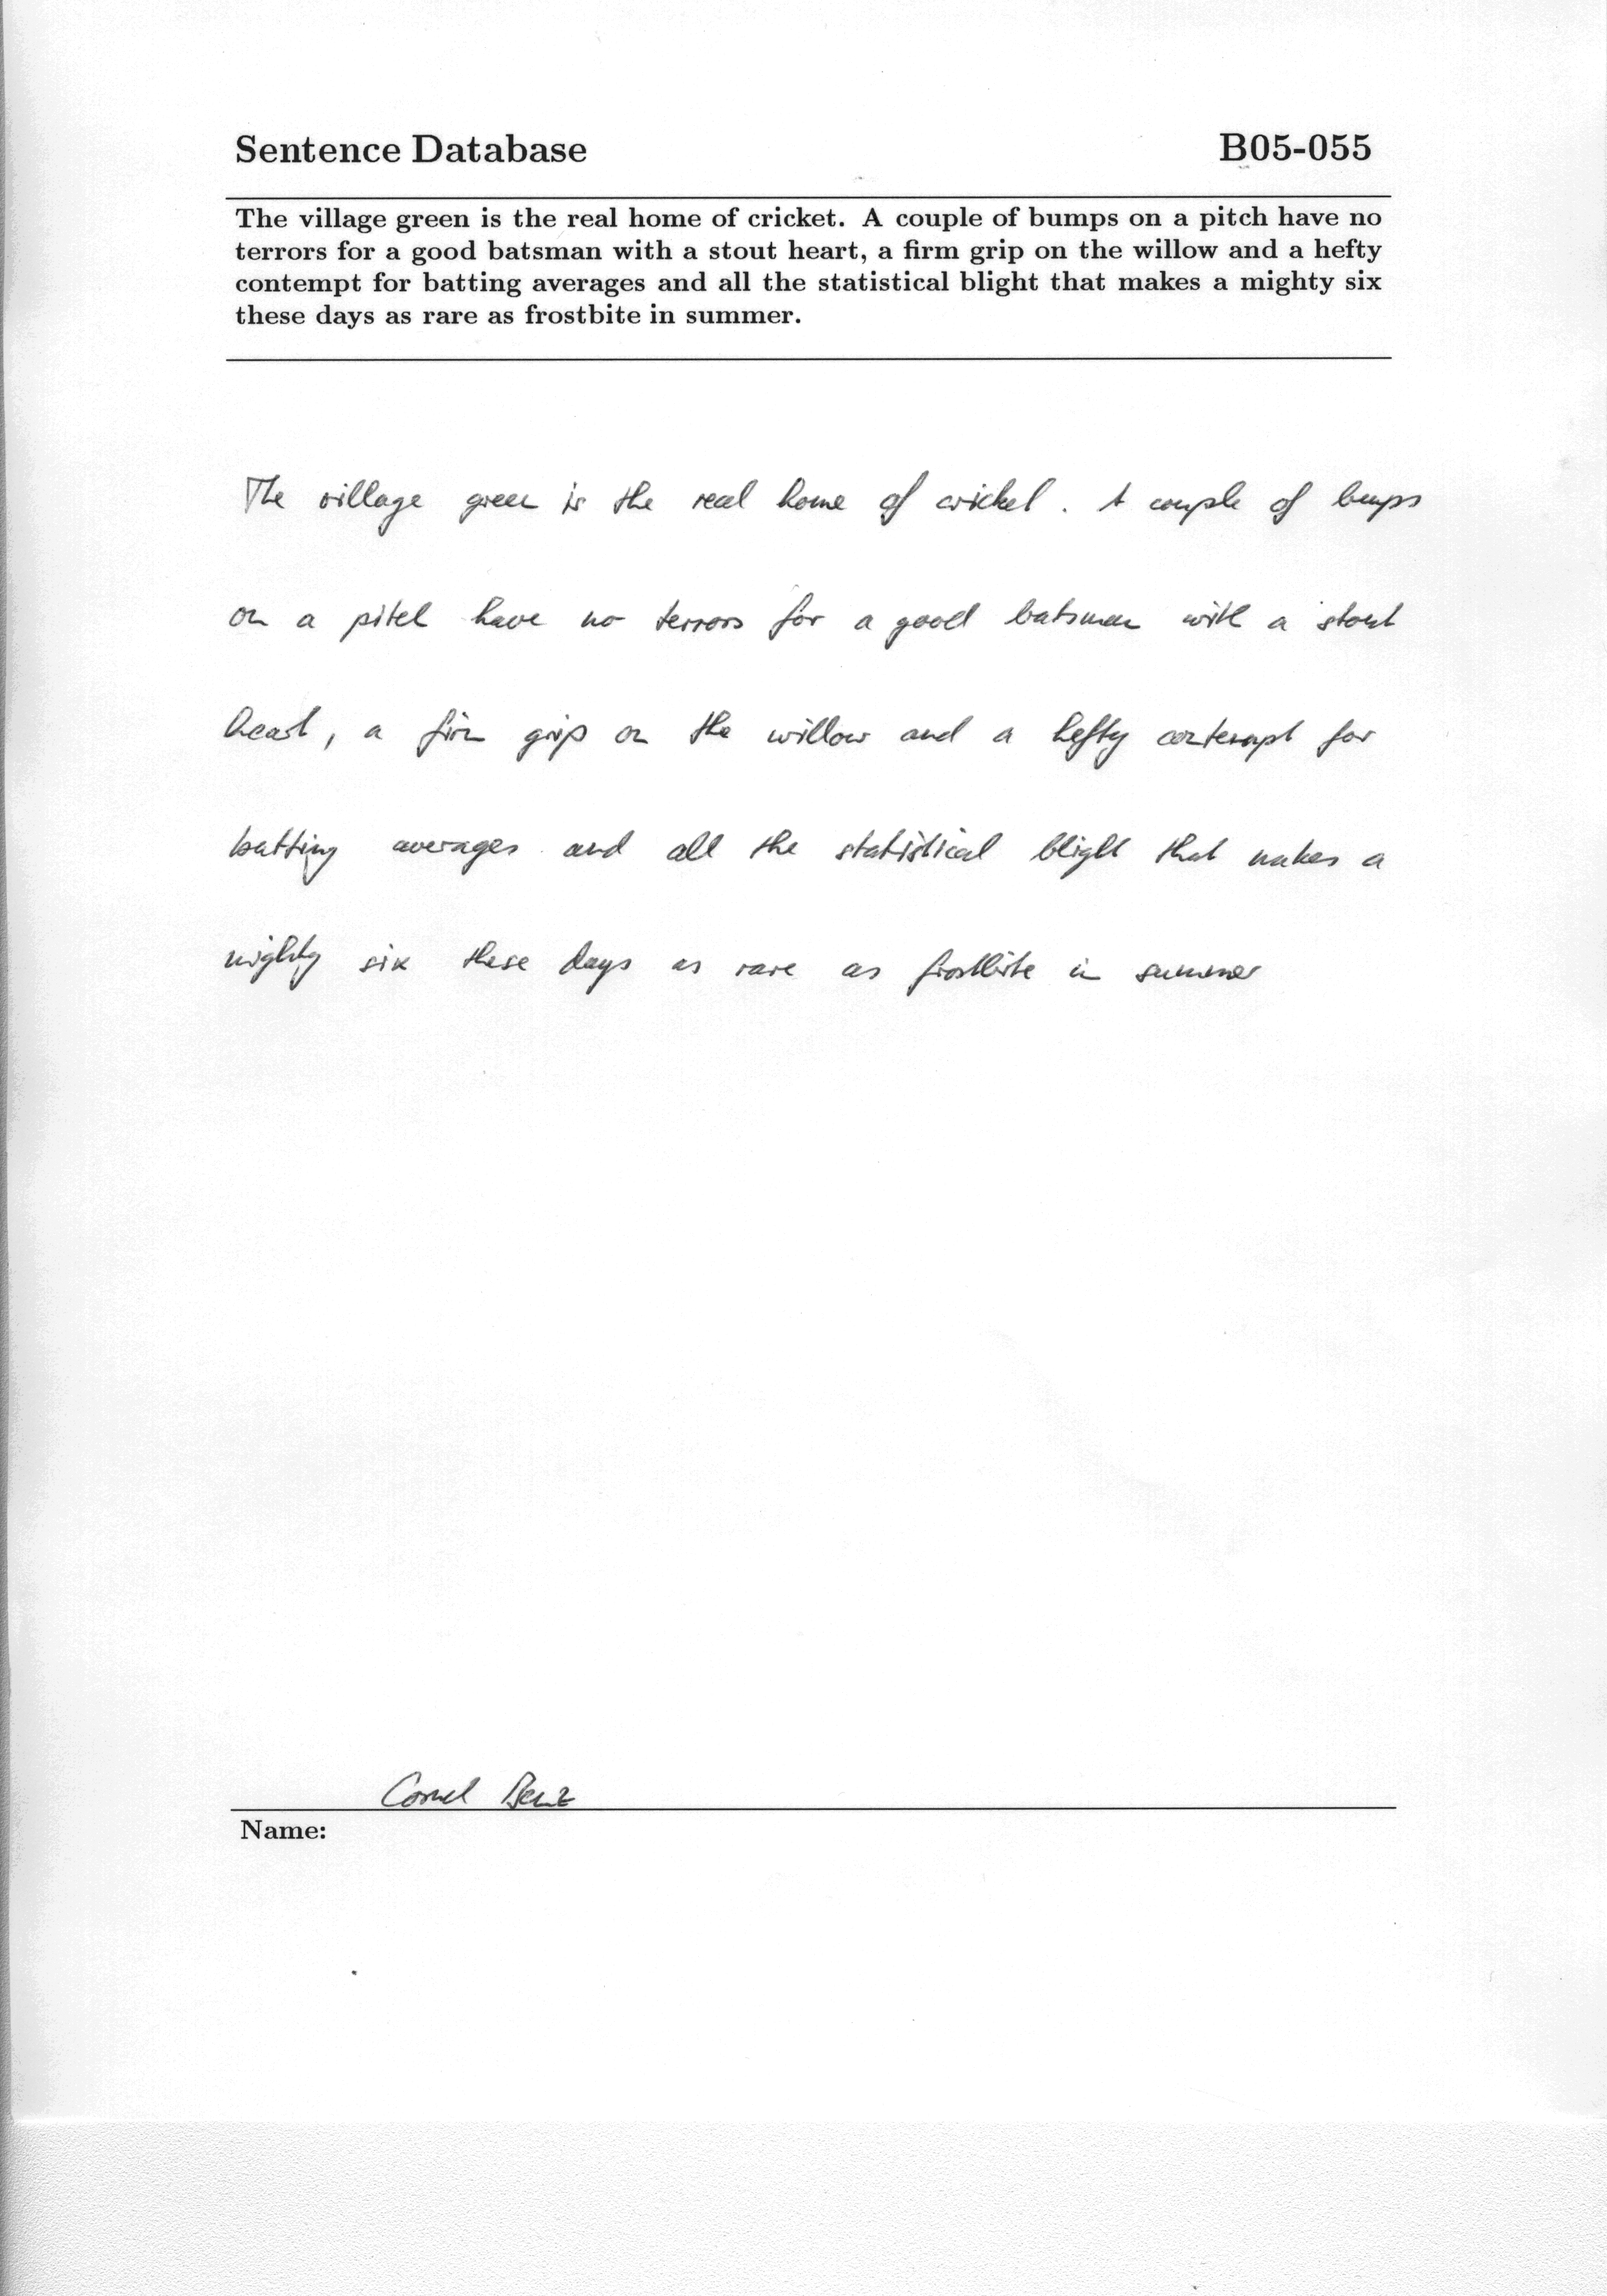 Sentence Database B05-055
The village green is the real home of cricket. A couple of bumps on a pitch have no
terrors for a good batsman with a stout heart, a firm grip on the willow and a hefty
contempt for batting averages and all the statistical blight that makes a mighty six
these days as rare as frostbite in summer.
The village green is the real home of cricket. A couple of bumps
on a pitch have no terrors for a good batsman with a stout
heart, a firm grip on the willow and a hefty contempt for
batting averages and all the statistical blight that makes a
mighty six these days as rare as frostbite in summer
Name: